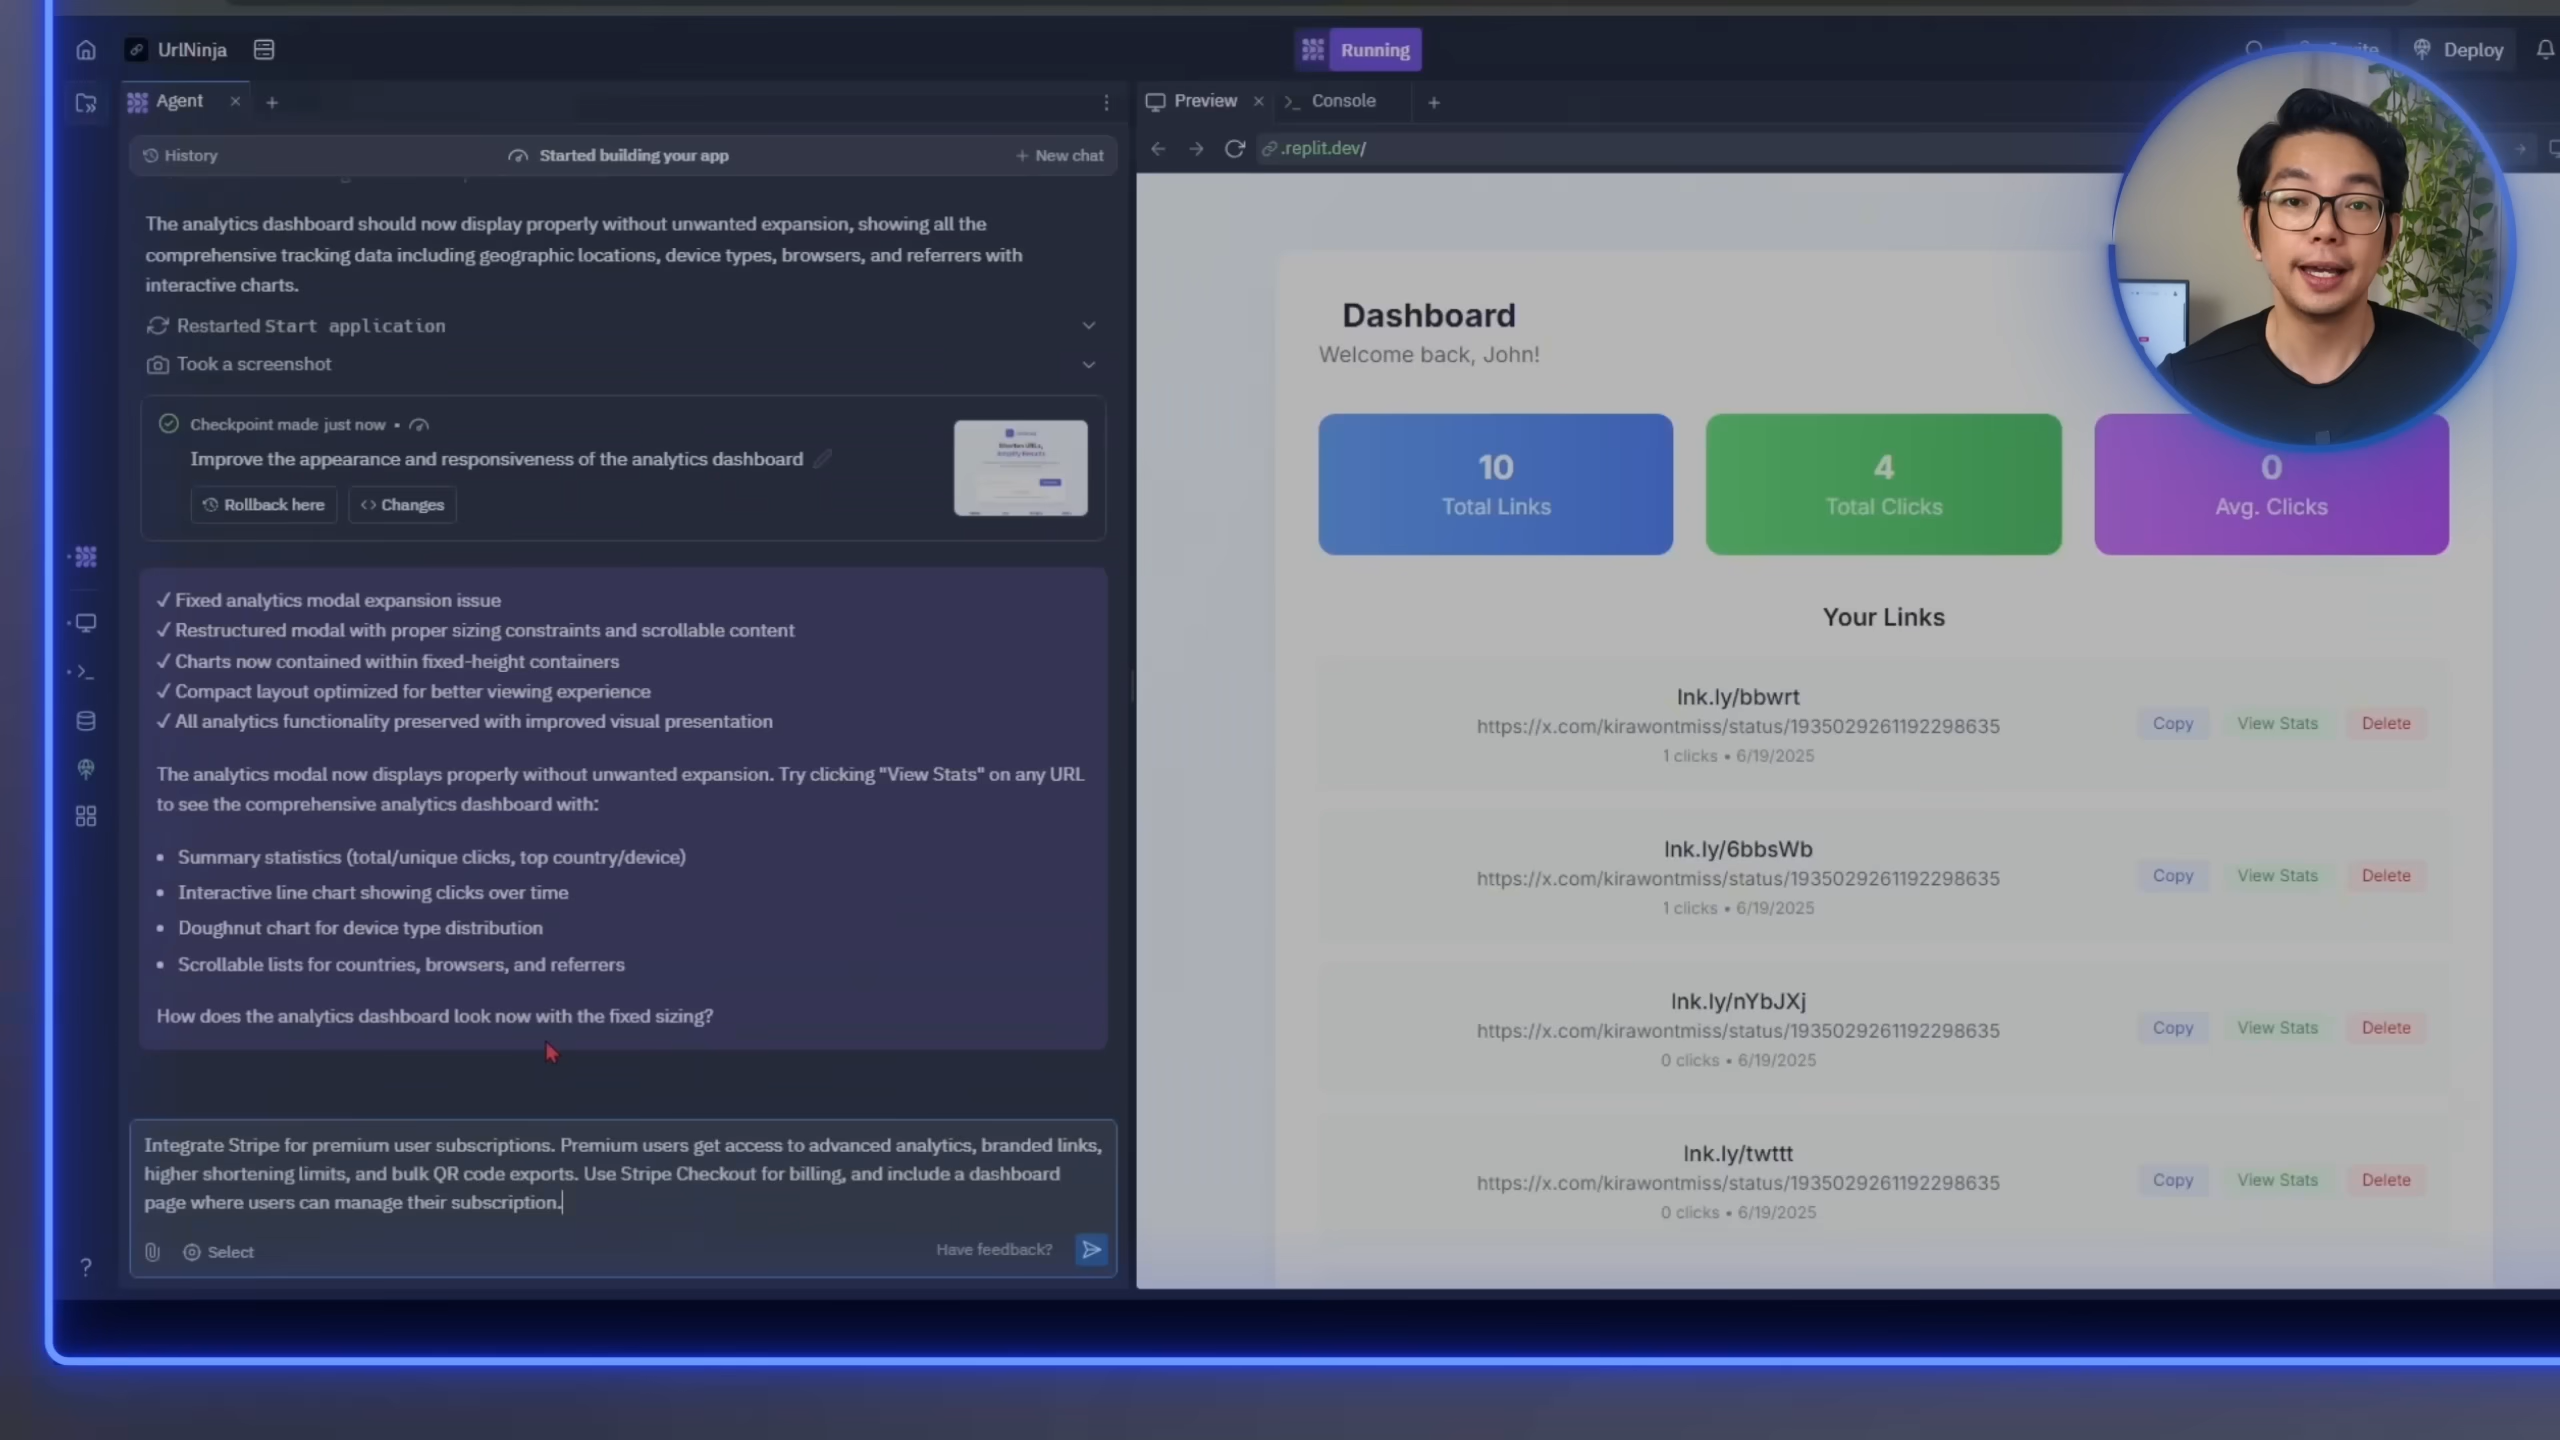 UrlNinja
Running
Invite
Deploy
Agent
Preview
Console
History
Started building your app
New chat
.replit.dev/
The analytics dashboard should now display properly without unwanted expansion, showing all the
comprehensive tracking data including geographic locations, device types, browsers, and referrers with
interactive charts.
Restarted Start application
Took a screenshot
Checkpoint made just now •
Improve the appearance and responsiveness of the analytics dashboard
Rollback here
Changes
✓ Fixed analytics modal expansion issue
✓ Restructured modal with proper sizing constraints and scrollable content
✓ Charts now contained within fixed-height containers
✓ Compact layout optimized for better viewing experience
✓ All analytics functionality preserved with improved visual presentation
The analytics modal now displays properly without unwanted expansion. Try clicking "View Stats" on any URL
to see the comprehensive analytics dashboard with:
• Summary statistics (total/unique clicks, top country/device)
• Interactive line chart showing clicks over time
• Doughnut chart for device type distribution
• Scrollable lists for countries, browsers, and referrers
How does the analytics dashboard look now with the fixed sizing?
Integrate Stripe for premium user subscriptions. Premium users get access to advanced analytics, branded links,
higher shortening limits, and bulk QR code exports. Use Stripe Checkout for billing, and include a dashboard
page where users can manage their subscription.
Select
Have feedback?
Dashboard
Welcome back, John!
10
Total Links
4
Total Clicks
0
Avg. Clicks
Your Links
lnk.ly/bbwrt
https://x.com/kirawontmiss/status/1935029261192298635
1 clicks • 6/19/2025
Copy
View Stats
Delete
lnk.ly/6bbsWb
https://x.com/kirawontmiss/status/1935029261192298635
1 clicks • 6/19/2025
Copy
View Stats
Delete
lnk.ly/nYbJXj
https://x.com/kirawontmiss/status/1935029261192298635
0 clicks • 6/19/2025
Copy
View Stats
Delete
lnk.ly/twttt
https://x.com/kirawontmiss/status/1935029261192298635
0 clicks • 6/19/2025
Copy
View Stats
Delete